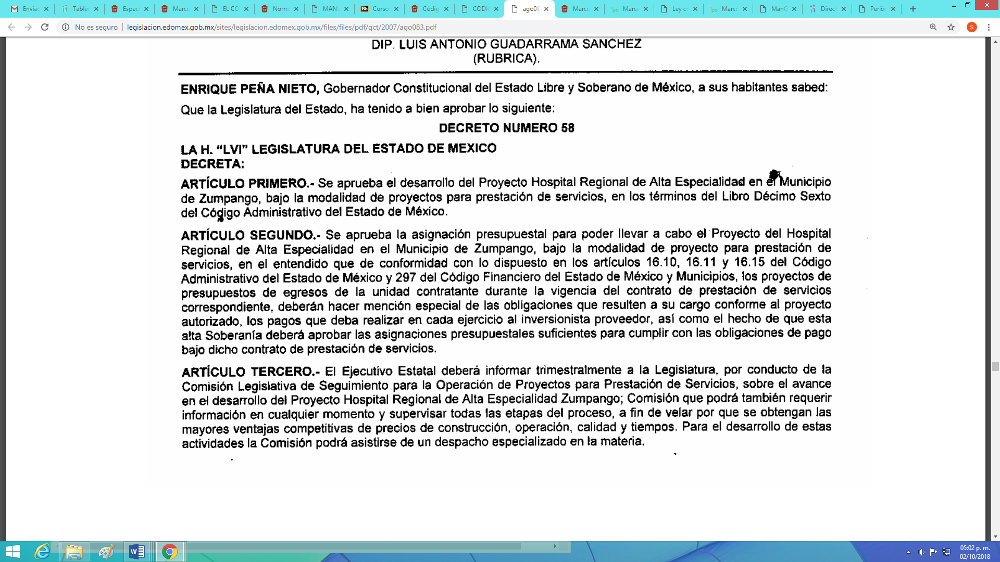 Envia
Tabler
Espec
Marco
EL CO
Norm
MANU
Curso
Códig
CODIC
ago08
Marco
Marco
Ley cr
Marco
ManG
Direct
Periód
No es seguro | legislacion.edomex.gob.mx/sites/legislacion.edomex.gob.mx/files/files/pdf/gct/2007/ago083.pdf
DIP. LUIS ANTONIO GUADARRAMA SANCHEZ
(RUBRICA).
ENRIQUE PEÑA NIETO, Gobernador Constitucional del Estado Libre y Soberano de México, a sus habitantes sabed:
Que la Legislatura del Estado, ha tenido a bien aprobar lo siguiente:
DECRETO NUMERO 58
LA H. “LVI” LEGISLATURA DEL ESTADO DE MEXICO
DECRETA:
ARTÍCULO PRIMERO.- Se aprueba el desarrollo del Proyecto Hospital Regional de Alta Especialidad en el Municipio
de Zumpango, bajo la modalidad de proyectos para prestación de servicios, en los términos del Libro Décimo Sexto
del Código Administrativo del Estado de México.
ARTÍCULO SEGUNDO.- Se aprueba la asignación presupuestal para poder llevar a cabo el Proyecto del Hospital
Regional de Alta Especialidad en el Municipio de Zumpango, bajo la modalidad de proyecto para prestación de
servicios, en el entendido que de conformidad con lo dispuesto en los artículos 16.10, 16.11 y 16.15 del Código
Administrativo del Estado de México y 297 del Código Financiero del Estado de México y Municipios, los proyectos de
presupuestos de egresos de la unidad contratante durante la vigencia del contrato de prestación de servicios
correspondiente, deberán hacer mención especial de las obligaciones que resulten a su cargo conforme al proyecto
autorizado, los pagos que deba realizar en cada ejercicio al inversionista proveedor, así como el hecho de que esta
alta Soberanía deberá aprobar las asignaciones presupuestales suficientes para cumplir con las obligaciones de pago
bajo dicho contrato de prestación de servicios.
ARTÍCULO TERCERO.- El Ejecutivo Estatal deberá informar trimestralmente a la Legislatura, por conducto de la
Comisión Legislativa de Seguimiento para la Operación de Proyectos para Prestación de Servicios, sobre el avance
en el desarrollo del Proyecto Hospital Regional de Alta Especialidad Zumpango; Comisión que podrá también requerir
información en cualquier momento y supervisar todas las etapas del proceso, a fin de velar por que se obtengan las
mayores ventajas competitivas de precios de construcción, operación, calidad y tiempos. Para el desarrollo de estas
actividades la Comisión podrá asistirse de un despacho especializado en la materia.
05:02 p. m.
02/10/2018